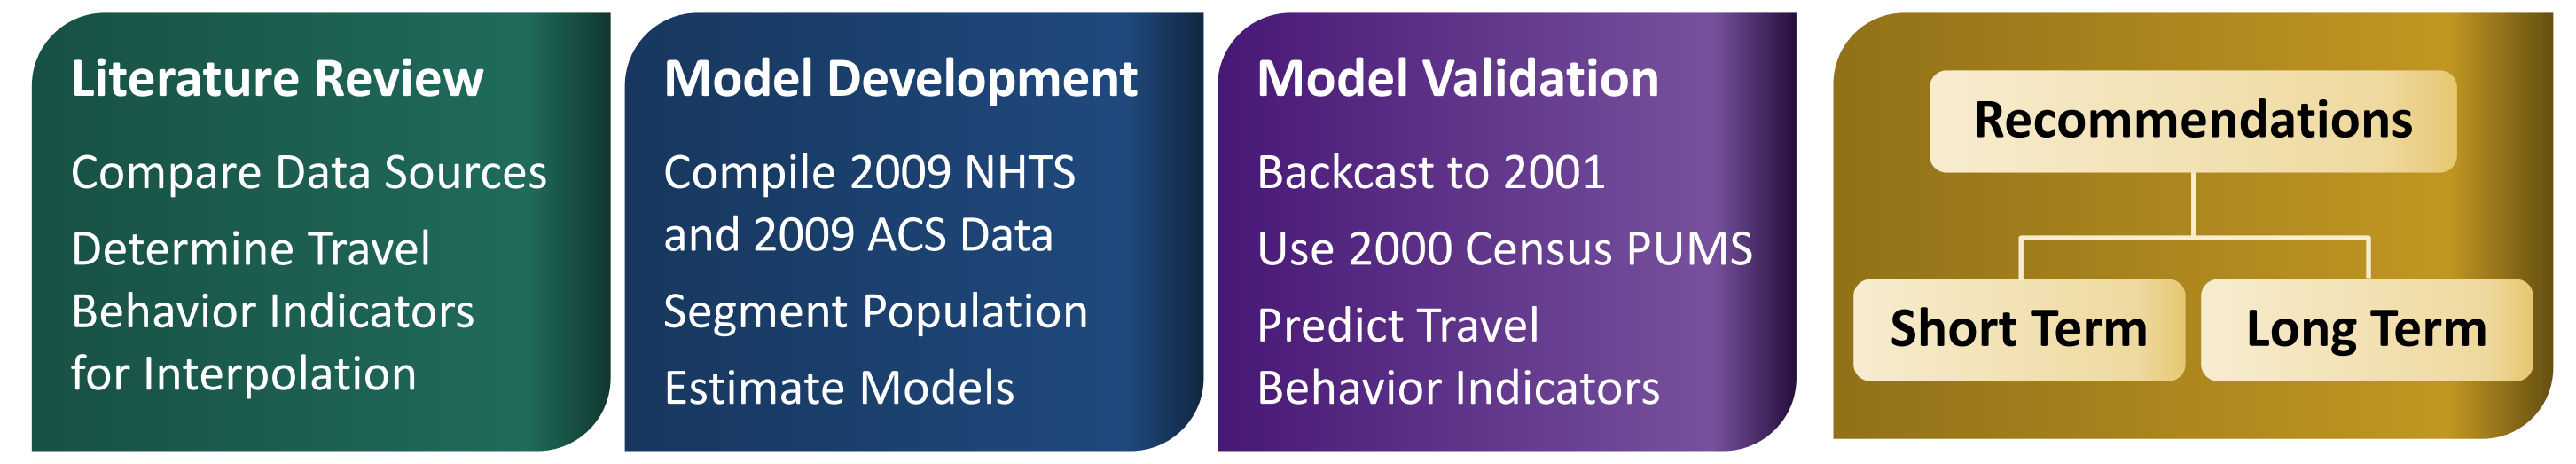 Literature Review
Compare Data Sources
Determine Travel
Behavior Indicators
for Interpolation
Model Development
Compile 2009 NHTS
and 2009 ACS Data
Segment Population
Estimate Models
Model Validation
Backcast to 2001
Use 2000 Census PUMS
Predict Travel
Behavior Indicators
Recommendations
Short Term
Long Term